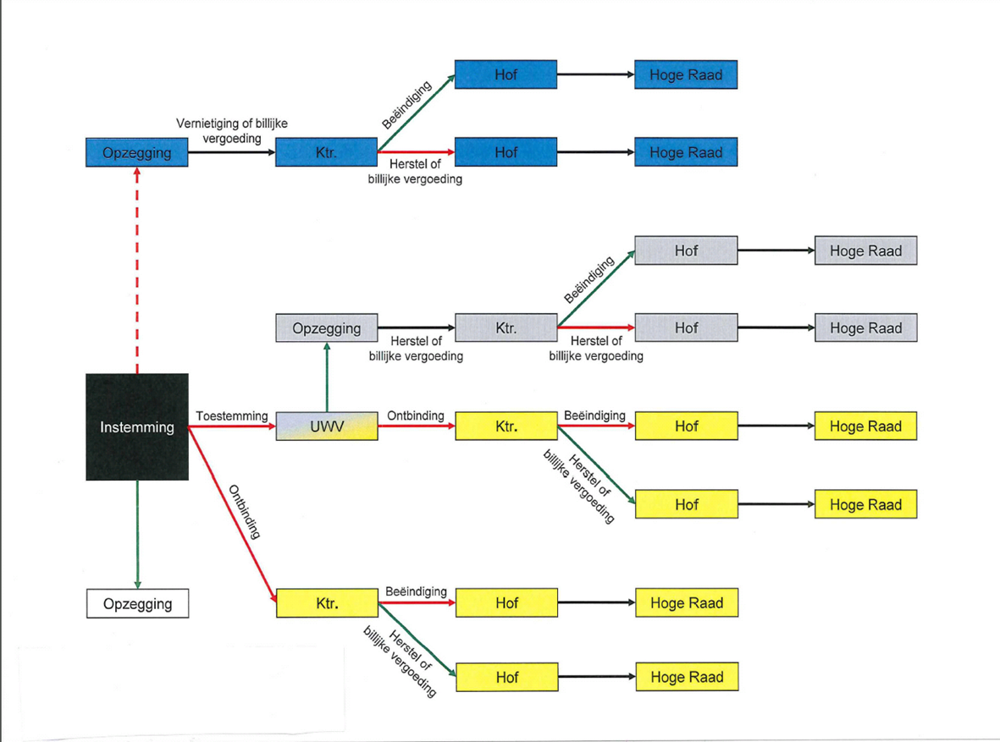 Hof
Hoge Raad
Beëindiging
Vernietiging of billijke
vergoeding
Opzegging
Ktr.
Hof
Hoge Raad
Herstel of
billijke vergoeding
Hof
Hoge Raad
Beëindiging
Opzegging
Ktr.
Hof
Hoge Raad
Herstel of
billijke vergoeding
Herstel of
billijke vergoeding
Instemming
Toestemming
UWV
Ontbinding
Ktr.
Beëindiging
Hof
Hoge Raad
Herstel of
billijke vergoeding
Hof
Hoge Raad
Ontbinding
Opzegging
Ktr.
Beëindiging
Hof
Hoge Raad
Herstel of
billijke vergoeding
Hof
Hoge Raad